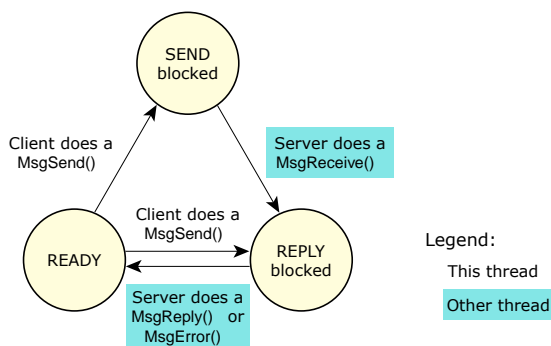 SEND
blocked
Client does a
MsgSend()
Server does a
MsgReceive()
Client does a
MsgSend()
READY
REPLY
blocked
Server does a
MsgReply() or
MsgError()
Legend:
This thread
Other thread